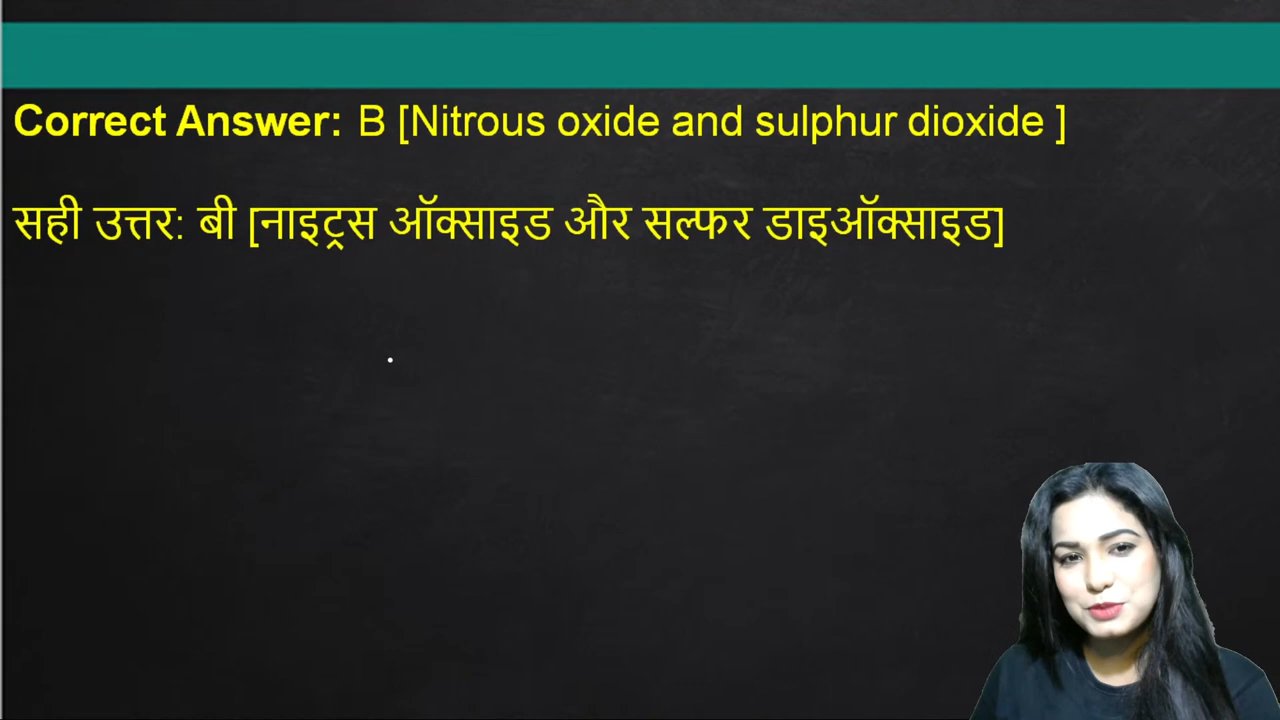 Correct Answer: B [Nitrous oxide and sulphur dioxide ]
सही उत्तर: बी [नाइट्रस ऑक्साइड और सल्फर डाइऑक्साइड]